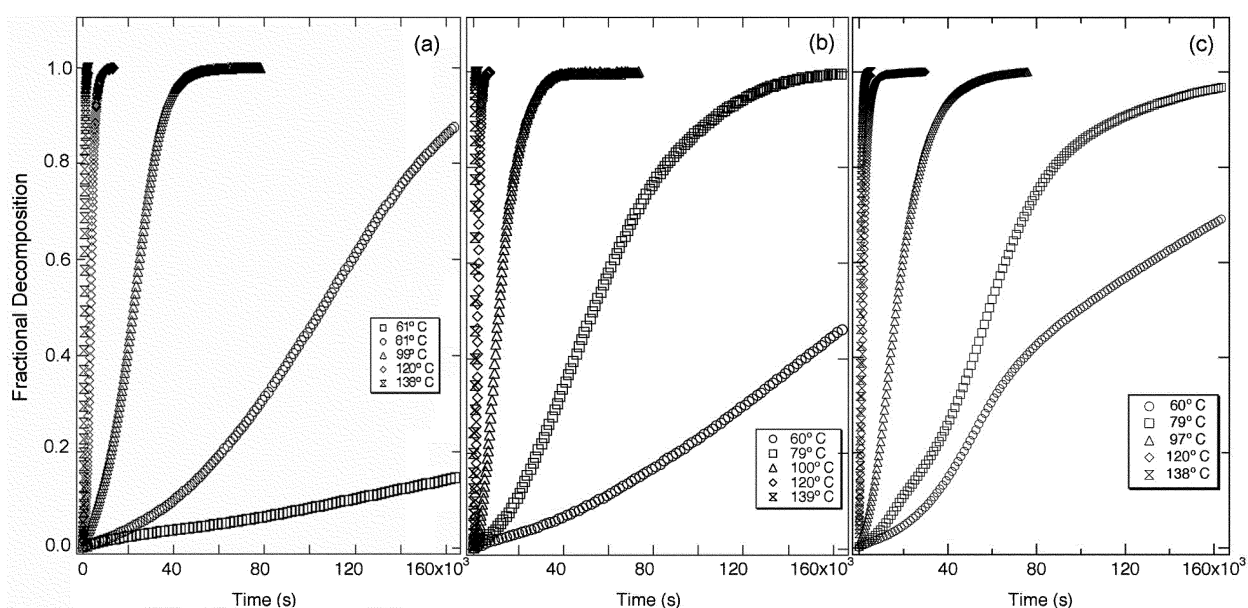 (a)
(b)
(c)
1.0
0.8
0.6
0.4
0.2
0.0
Fractional Decomposition
61° C
81° C
99° C
120° C
138° C
60° C
79° C
100° C
120° C
139° C
60° C
79° C
97° C
120° C
138° C
0 40 80 120 160x10³
40 80 120 160x10³
40 80 120 160x10³
Time (s)
Time (s)
Time (s)